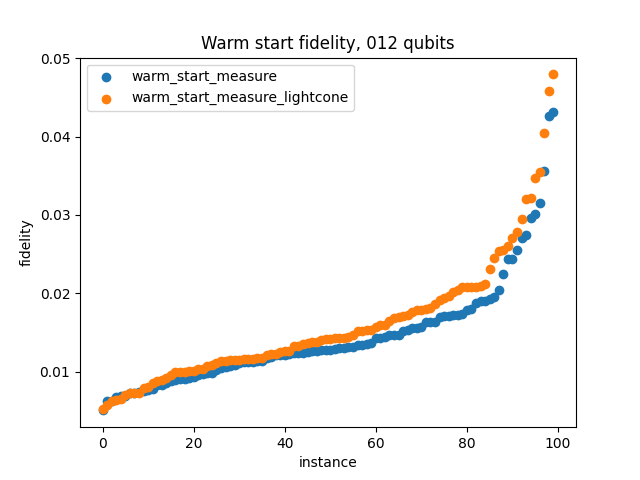 Warm start fidelity, 012 qubits
warm_start_measure
warm_start_measure_lightcone
0.05
0.04
0.03
0.02
0.01
fidelity
0 20 40 60 80 100
instance